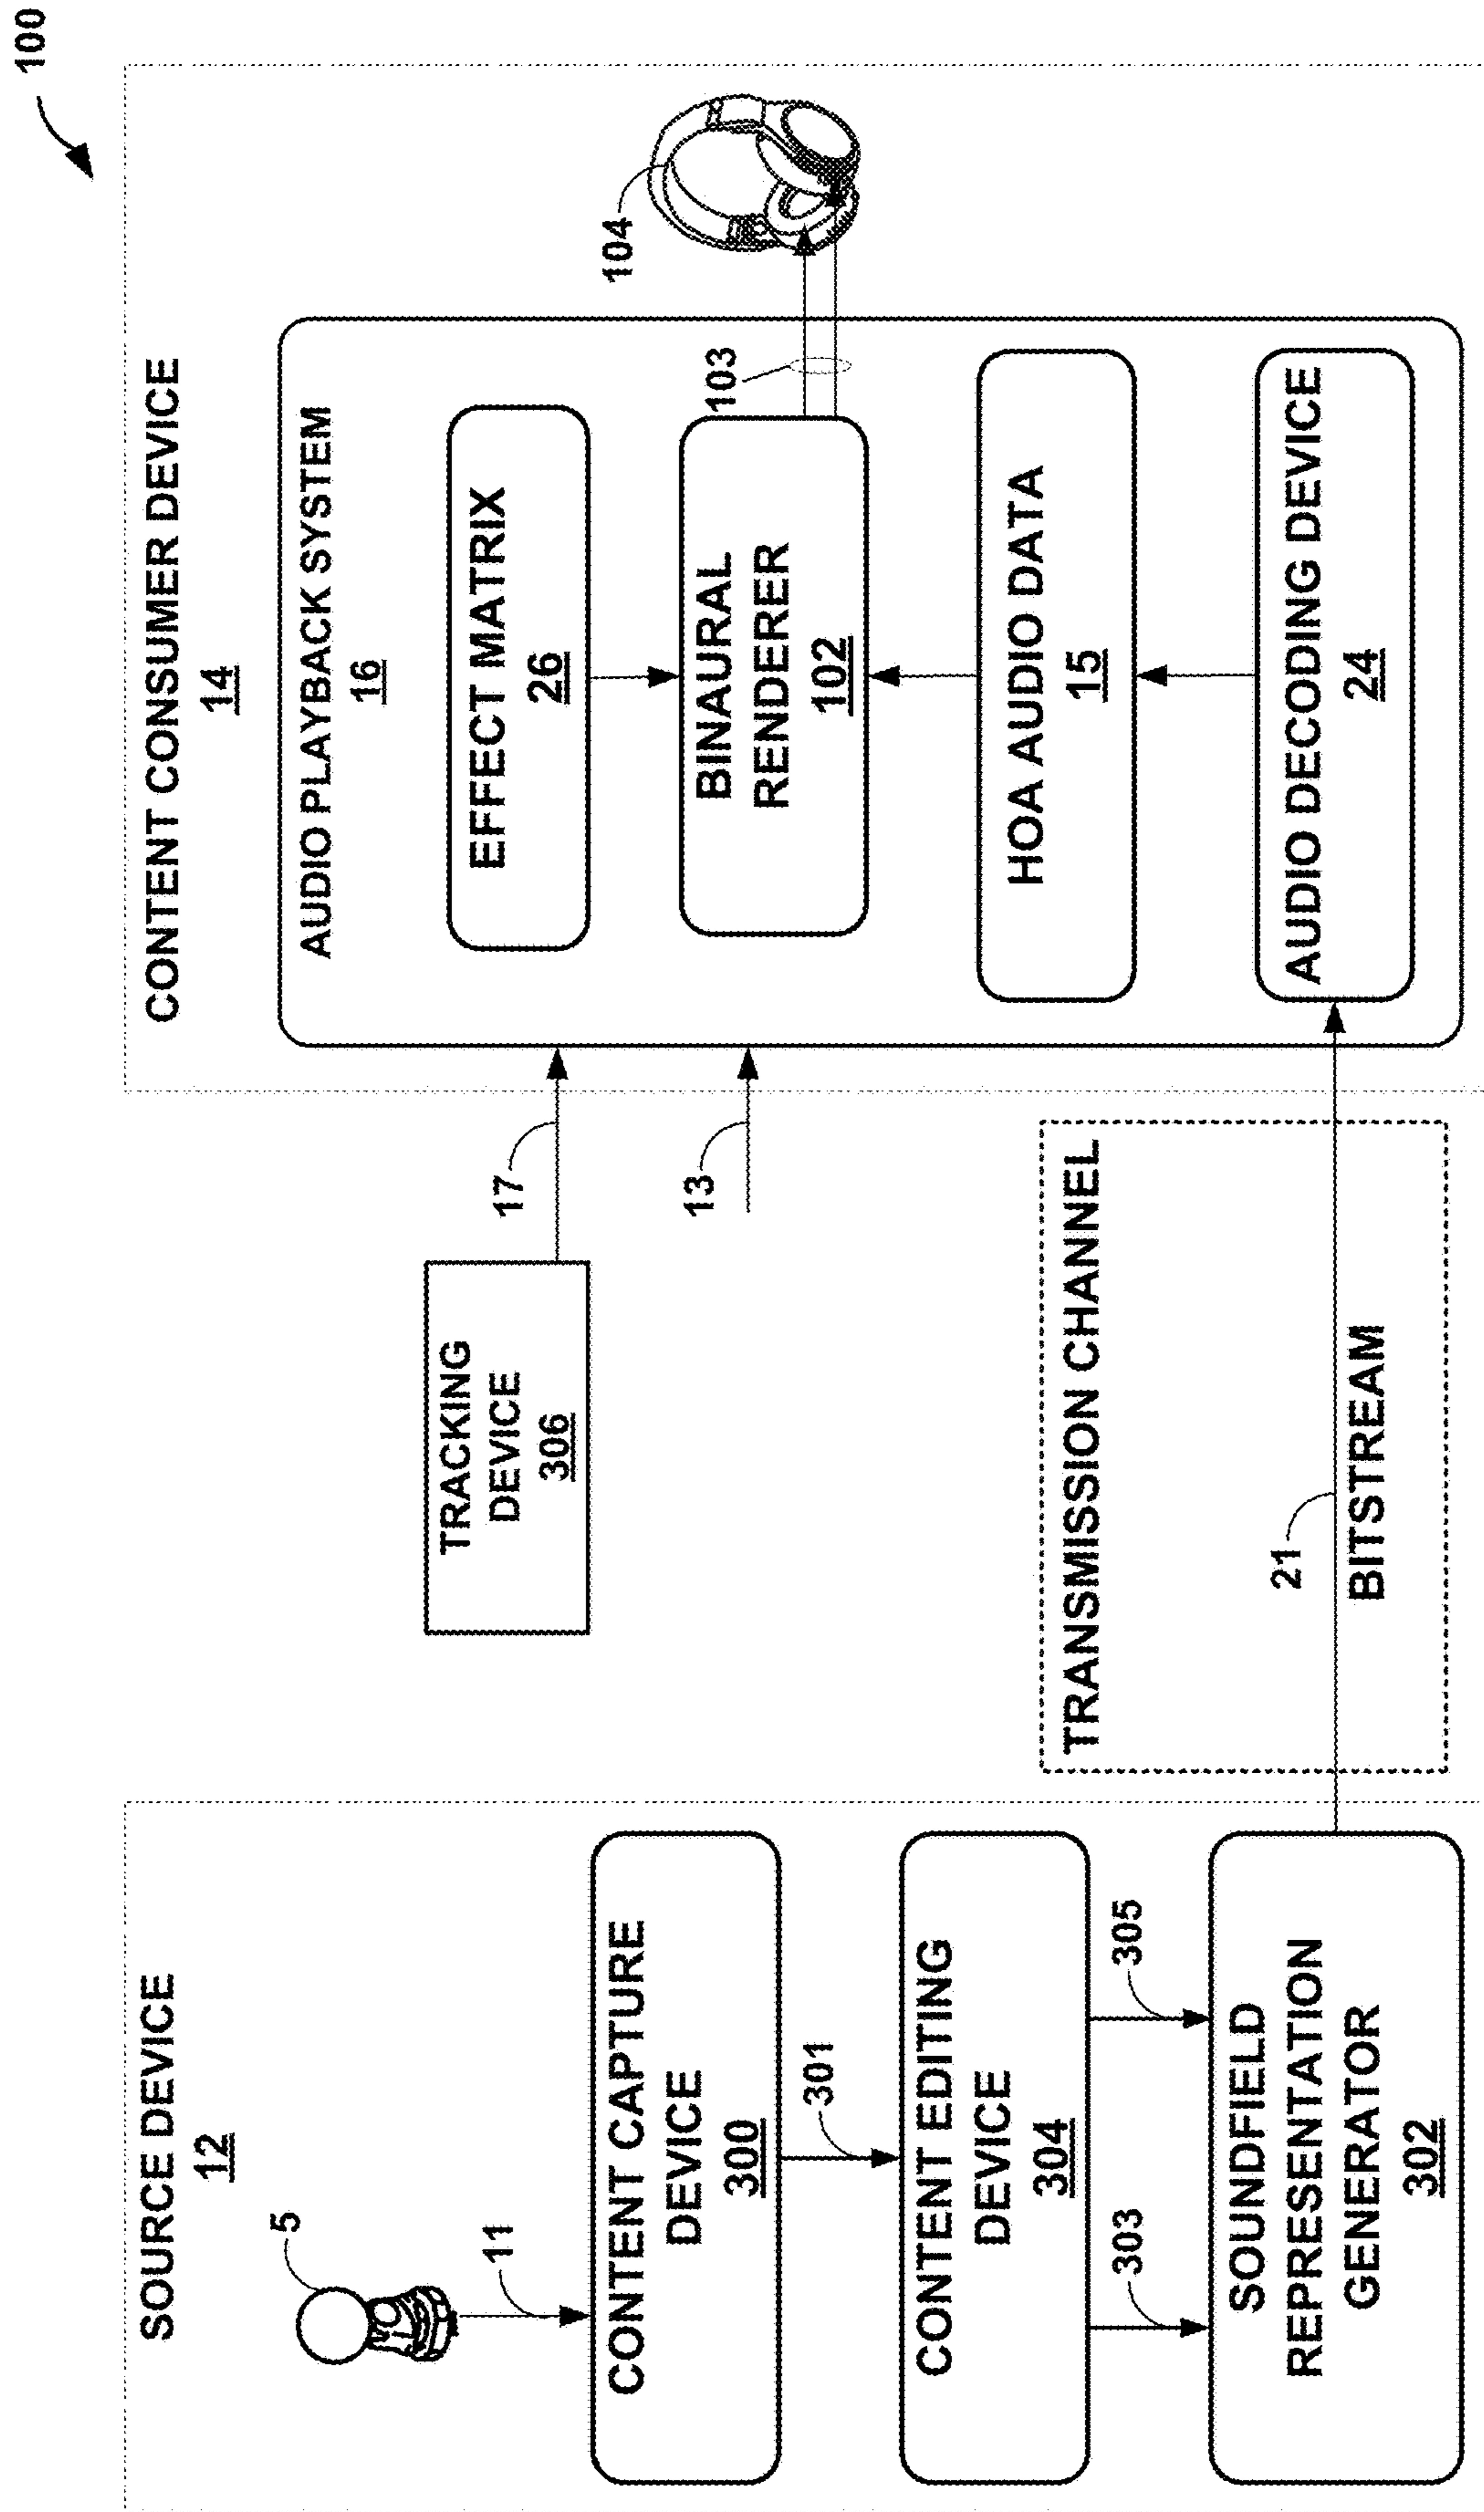 100
SOURCE DEVICE
12
5
11
CONTENT CAPTURE
DEVICE
300
301
CONTENT EDITING
DEVICE
304
303
305
SOUNDFIELD
REPRESENTATION
GENERATOR
302
TRACKING
DEVICE
306
17
13
TRANSMISSION CHANNEL
21
BITSTREAM
CONTENT CONSUMER DEVICE
14
AUDIO PLAYBACK SYSTEM
16
EFFECT MATRIX
26
BINAURAL
RENDERER
102
103
104
HOA AUDIO DATA
15
AUDIO DECODING DEVICE
24